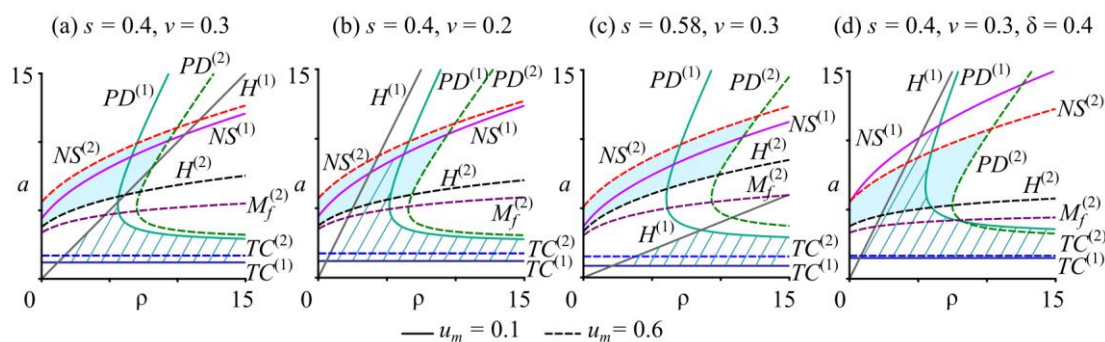 (a) s = 0.4, ν = 0.3
(b) s = 0.4, ν = 0.2
(c) s = 0.58, ν = 0.3
(d) s = 0.4, ν = 0.3, δ = 0.4
15
PD⁽¹⁾
PD⁽²⁾
H⁽¹⁾
NS⁽²⁾
NS⁽¹⁾
a
H⁽²⁾
M_f⁽²⁾
TC⁽²⁾
TC⁽¹⁾
0
ρ
15
15
H⁽¹⁾
PD⁽¹⁾
PD⁽²⁾
NS⁽²⁾
NS⁽¹⁾
H⁽²⁾
M_f⁽²⁾
TC⁽²⁾
TC⁽¹⁾
0
ρ
15
15
PD⁽¹⁾
PD⁽²⁾
NS⁽²⁾
NS⁽¹⁾
H⁽²⁾
M_f⁽²⁾
H⁽¹⁾
TC⁽²⁾
TC⁽¹⁾
0
ρ
15
15
H⁽¹⁾
PD⁽¹⁾
NS⁽¹⁾
NS⁽²⁾
PD⁽²⁾
H⁽²⁾
M_f⁽²⁾
TC⁽²⁾
TC⁽¹⁾
0
ρ
15
u_m = 0.1
u_m = 0.6